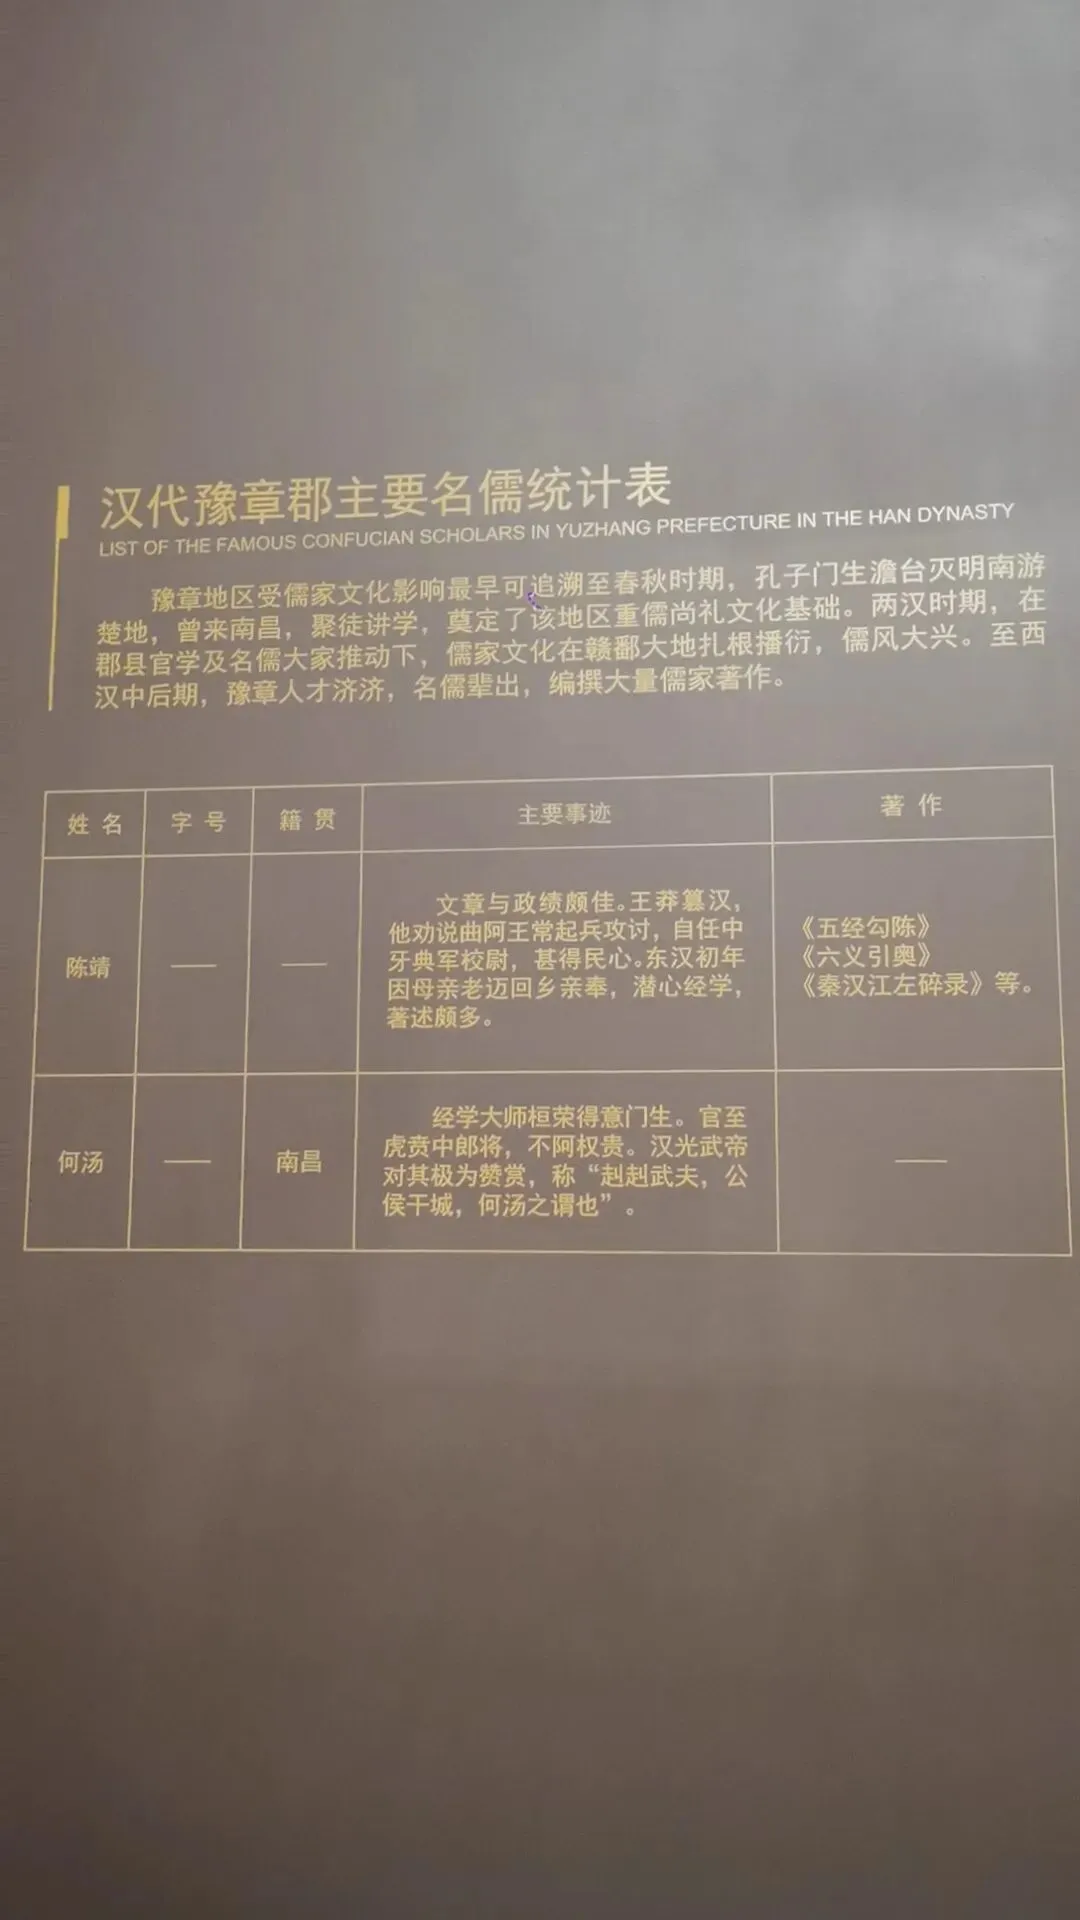 汉代豫章郡主要名儒统计表
LIST OF THE FAMOUS CONFUCIAN SCHOLARS IN YUZHANG PREFECTURE IN THE HAN DYNASTY
豫章地区受儒家文化影响最早可追溯至春秋时期，孔子门生澹台灭明南游
楚地，曾来南昌，聚徒讲学，奠定了该地区重儒尚礼文化基础。两汉时期，在
郡县官学及名儒大家推动下，儒家文化在赣鄱大地扎根播衍，儒风大兴。至西
汉中后期，豫章人才济济，名儒辈出，编撰大量儒家著作。
姓 名
字 号
籍 贯
主要事迹
著 作
陈靖
——
——
文章与政绩颇佳。王莽篡汉，
他劝说曲阿王常起兵攻讨，自任中
牙典军校尉，甚得民心。东汉初年
因母亲老迈回乡亲奉，潜心经学，
著述颇多。
《五经勾陈》
《六义引奥》
《秦汉江左碎录》等。
何汤
——
南昌
经学大师桓荣得意门生。官至
虎贲中郎将，不阿权贵。汉光武帝
对其极为赞赏，称“赳赳武夫，公
侯干城，何汤之谓也”。
——